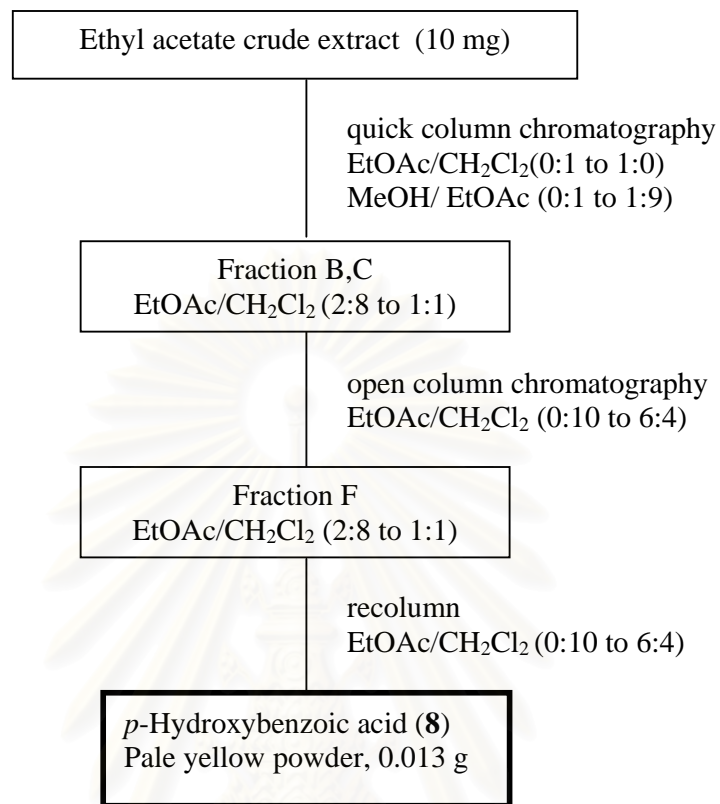 Ethyl acetate crude extract (10 mg)
quick column chromatography
EtOAc/CH₂Cl₂(0:1 to 1:0)
MeOH/ EtOAc (0:1 to 1:9)
Fraction B,C
EtOAc/CH₂Cl₂ (2:8 to 1:1)
open column chromatography
EtOAc/CH₂Cl₂ (0:10 to 6:4)
Fraction F
EtOAc/CH₂Cl₂ (2:8 to 1:1)
recolumn
EtOAc/CH₂Cl₂ (0:10 to 6:4)
p-Hydroxybenzoic acid (8)
Pale yellow powder, 0.013 g